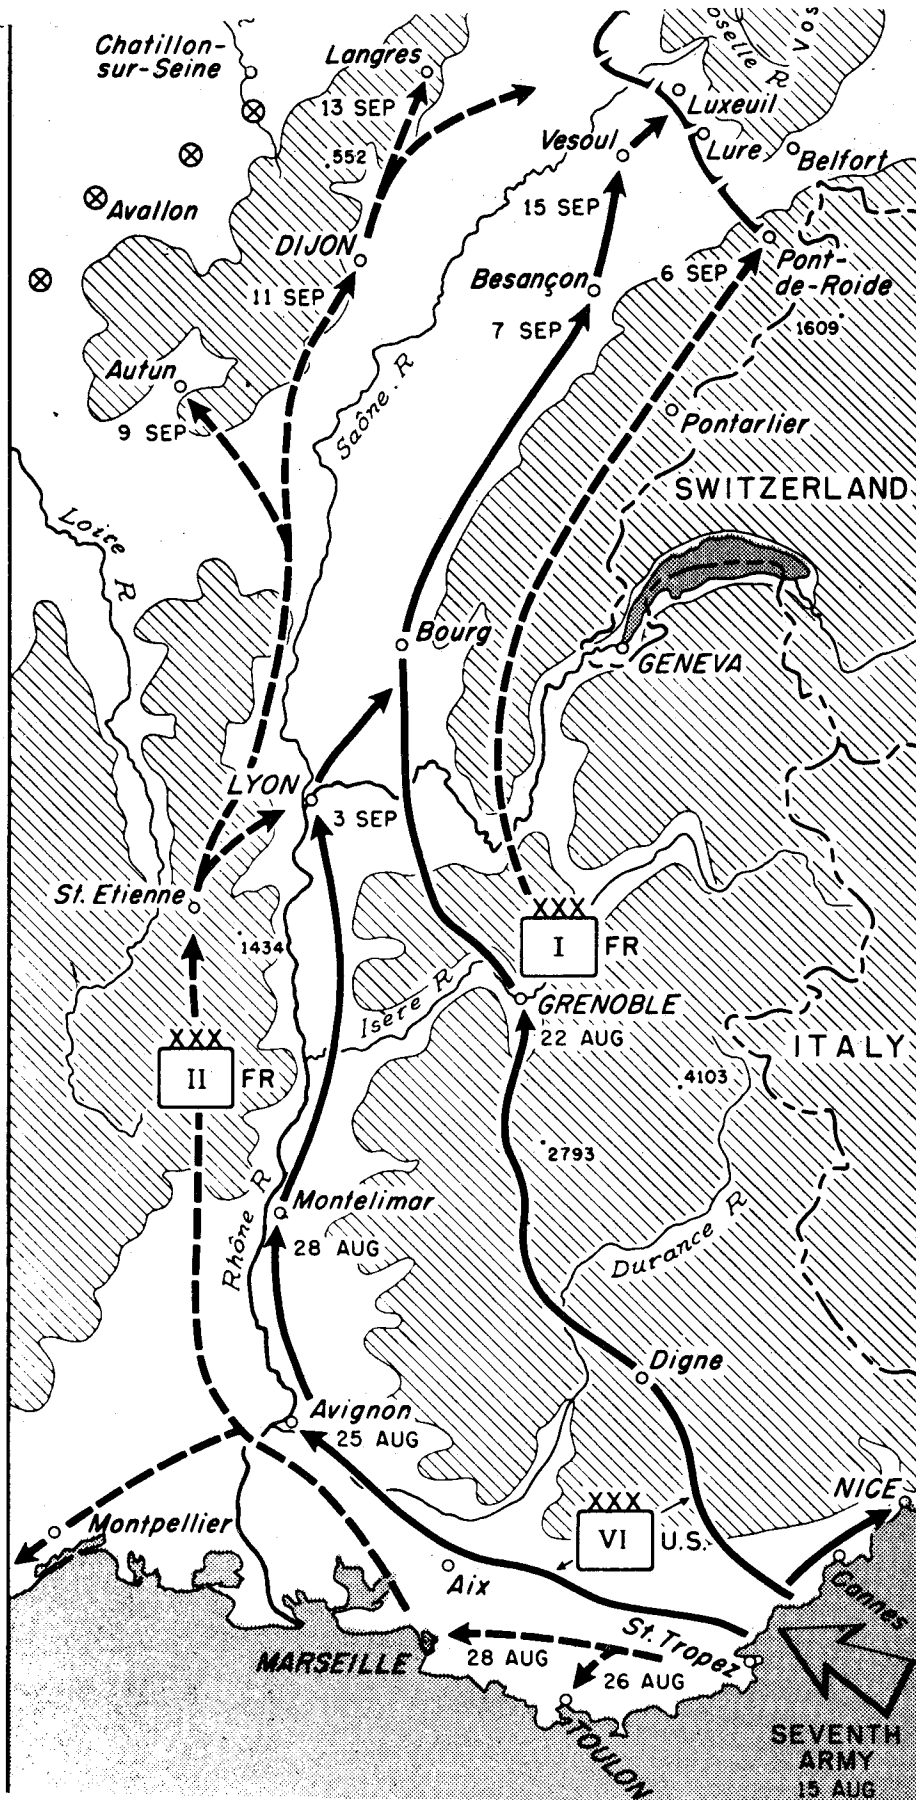 Chatillon-
sur-Seine
Langres
13 SEP
oselle R
Vos
Luxeuil
Vesoul
Lure
Belfort
.552
Avallon
15 SEP
DIJON
11 SEP
Besançon
6 SEP
Pont-
de-Roide
7 SEP
1609
Autun
9 SEP
Saône. R
Pontarlier
SWITZERLAND
Loire R
Bourg
GENEVA
LYON
3 SEP
St. Etienne
XXX
I FR
1434
Isère R
GRENOBLE
22 AUG
ITALY
XXX
II FR
.4103
2793
Rhône R
Montelimar
28 AUG
Durance R
Digne
Avignon
25 AUG
NICE
XXX
VI U.S.
Montpellier
Aix
Cannes
St. Tropez
MARSEILLE
28 AUG
26 AUG
TOULON
SEVENTH
ARMY
15 AUG